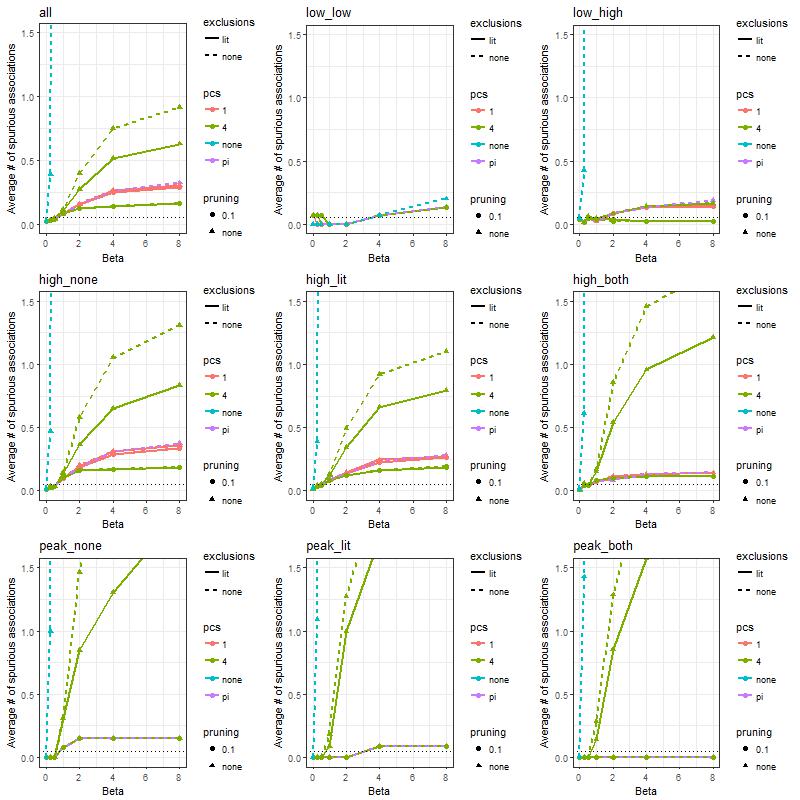 all
Average # of spurious associations
1.5
1.0
0.5
0.0
0 2 4 6 8
Beta
exclusions
lit
none
pcs
1
4
none
pi
pruning
0.1
none
low_low
Average # of spurious associations
1.5
1.0
0.5
0.0
0 2 4 6 8
Beta
exclusions
lit
none
pcs
1
4
none
pi
pruning
0.1
none
low_high
Average # of spurious associations
1.5
1.0
0.5
0.0
0 2 4 6 8
Beta
exclusions
lit
none
pcs
1
4
none
pi
pruning
0.1
none
high_none
Average # of spurious associations
1.5
1.0
0.5
0.0
0 2 4 6 8
Beta
exclusions
lit
none
pcs
1
4
none
pi
pruning
0.1
none
high_lit
Average # of spurious associations
1.5
1.0
0.5
0.0
0 2 4 6 8
Beta
exclusions
lit
none
pcs
1
4
none
pi
pruning
0.1
none
high_both
Average # of spurious associations
1.5
1.0
0.5
0.0
0 2 4 6 8
Beta
exclusions
lit
none
pcs
1
4
none
pi
pruning
0.1
none
peak_none
Average # of spurious associations
1.5
1.0
0.5
0.0
0 2 4 6 8
Beta
exclusions
lit
none
pcs
1
4
none
pi
pruning
0.1
none
peak_lit
Average # of spurious associations
1.5
1.0
0.5
0.0
0 2 4 6 8
Beta
exclusions
lit
none
pcs
1
4
none
pi
pruning
0.1
none
peak_both
Average # of spurious associations
1.5
1.0
0.5
0.0
0 2 4 6 8
Beta
exclusions
lit
none
pcs
1
4
none
pi
pruning
0.1
none